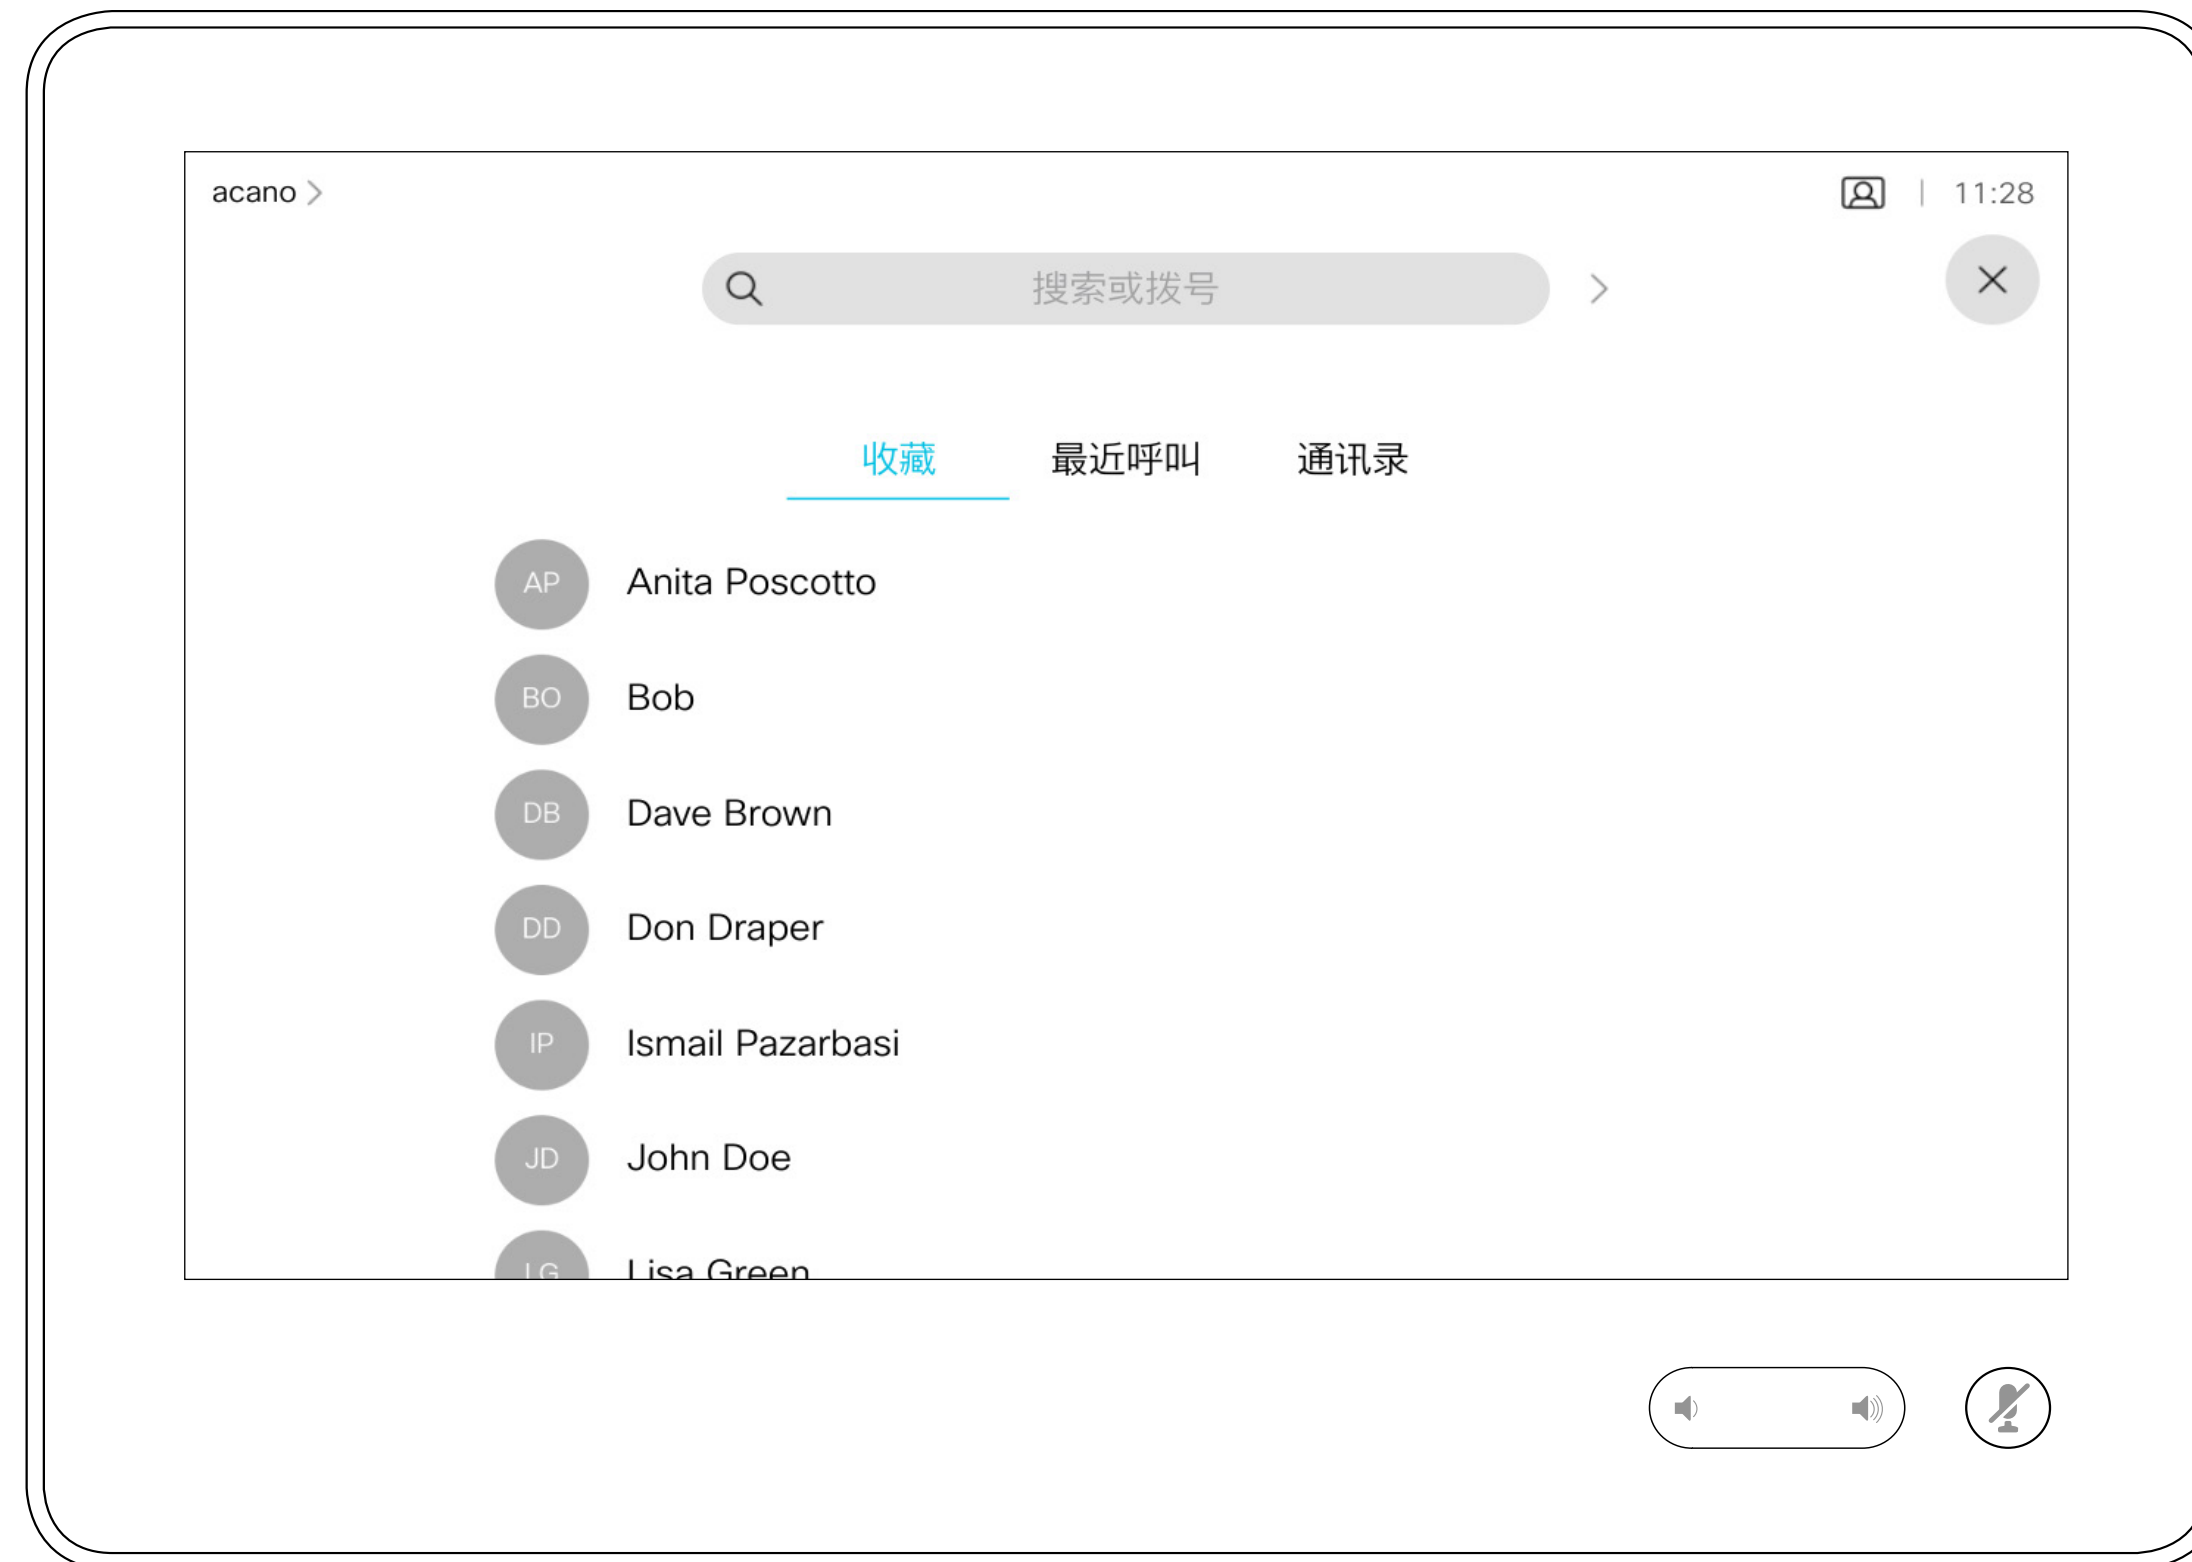 acano
11:28
搜索或拨号
收藏 最近呼叫 通讯录
AP Anita Poscotto
BO Bob
DB Dave Brown
DD Don Draper
IP Ismail Pazarbasi
JD John Doe
LG Lisa Green